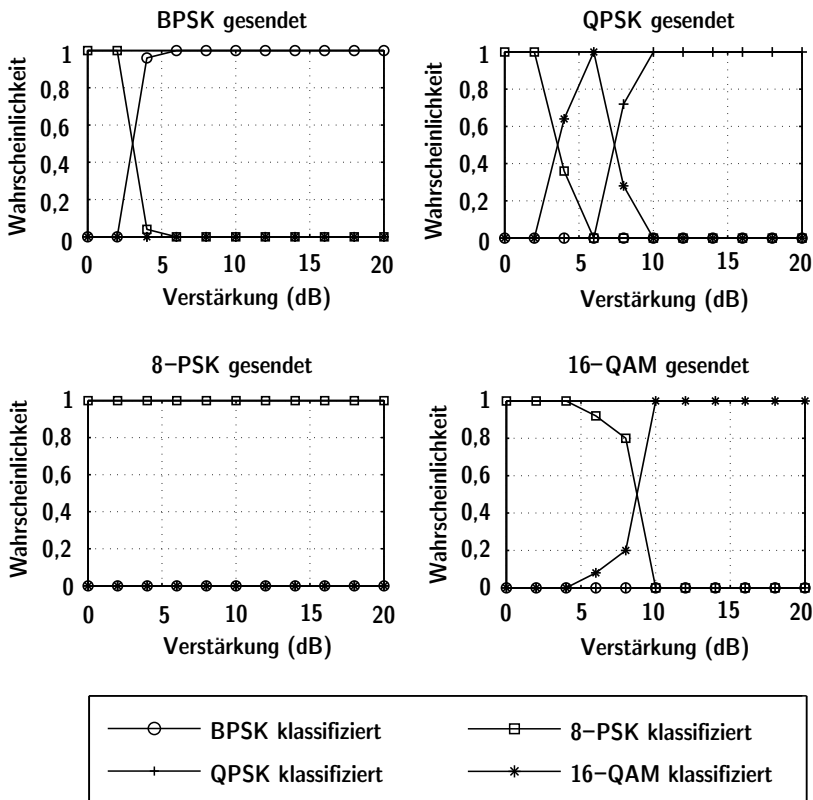 BPSK gesendet
Wahrscheinlichkeit
1
0,8
0,6
0,4
0,2
0
0 5 10 15 20
Verstärkung (dB)
QPSK gesendet
Wahrscheinlichkeit
1
0,8
0,6
0,4
0,2
0
0 5 10 15 20
Verstärkung (dB)
8-PSK gesendet
Wahrscheinlichkeit
1
0,8
0,6
0,4
0,2
0
0 5 10 15 20
Verstärkung (dB)
16-QAM gesendet
Wahrscheinlichkeit
1
0,8
0,6
0,4
0,2
0
0 5 10 15 20
Verstärkung (dB)
BPSK klassifiziert
QPSK klassifiziert
8-PSK klassifiziert
16-QAM klassifiziert